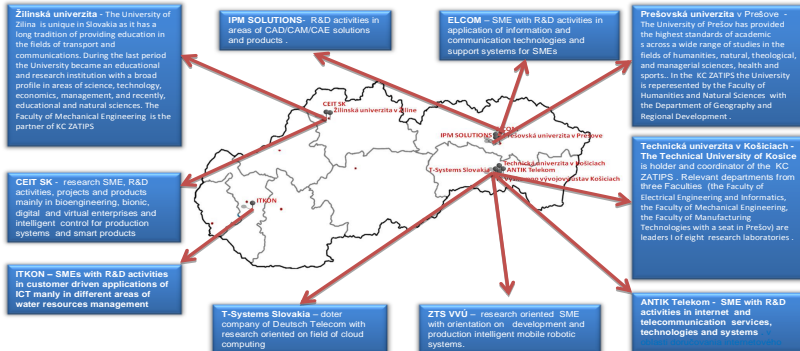 Žilinská univerzita - The University of
Zilina is unique in Slovakia as it has a
long tradition of providing education in
the fields of transport and
communications. During the last period
the University became an educational
and research institution with a broad
profile in areas of science, technology,
economics, management, and recently,
educational and natural sciences. The
Faculty of Mechanical Engineering is the
partner of KC ZATIPS
IPM SOLUTIONS- R&D activities in
areas of CAD/CAM/CAE solutions
and products .
ELCOM – SME with R&D activities in
application of information and
communication technologies and
support systems for SMEs
Prešovská univerzita v Prešove -
The University of Prešov has provided
the highest standards of academic
s across a wide range of studies in the
fields of humanities, natural, theological,
and managerial sciences, health and
sports.. In the KC ZATIPS the University
is reperesented by the Faculty of
Humanities and Natural Sciences with
the Department of Geography and
Regional Development .
CEIT SK
Žilinská univerzita v Žiline
IPM SOLUTIONS
Prešovská univerzita v Prešove
Technická univerzita v Košiciach
T-Systems Slovakia
ANTIK Telekom
ITKON
CEIT SK - research SME, R&D
activities, projects and products
mainly in bioengineering, bionic,
digital and virtual enterprises and
intelligent control for production
systems and smart products
Technická univerzita v Košiciach -
The Technical University of Kosice
is holder and coordinator of the KC
ZATIPS . Relevant departments from
three Faculties (the Faculty of
Electrical Engineering and Informatics,
the Faculty of Mechanical Engineering,
the Faculty of Manufacturing
Technologies with a seat in Prešov) are
leaders l of eight research laboratories .
ITKON – SMEs with R&D activities
in customer driven applications of
ICT manly in different areas of
water resources management
T-Systems Slovakia – doter
company of Deutsch Telecom with
research oriented on field of cloud
computing
ZTS VVÚ – research oriented SME
with orientation on development and
production intelligent mobile robotic
systems.
ANTIK Telekom - SME with R&D
activities in internet and
telecommunication services,
technologies and systems